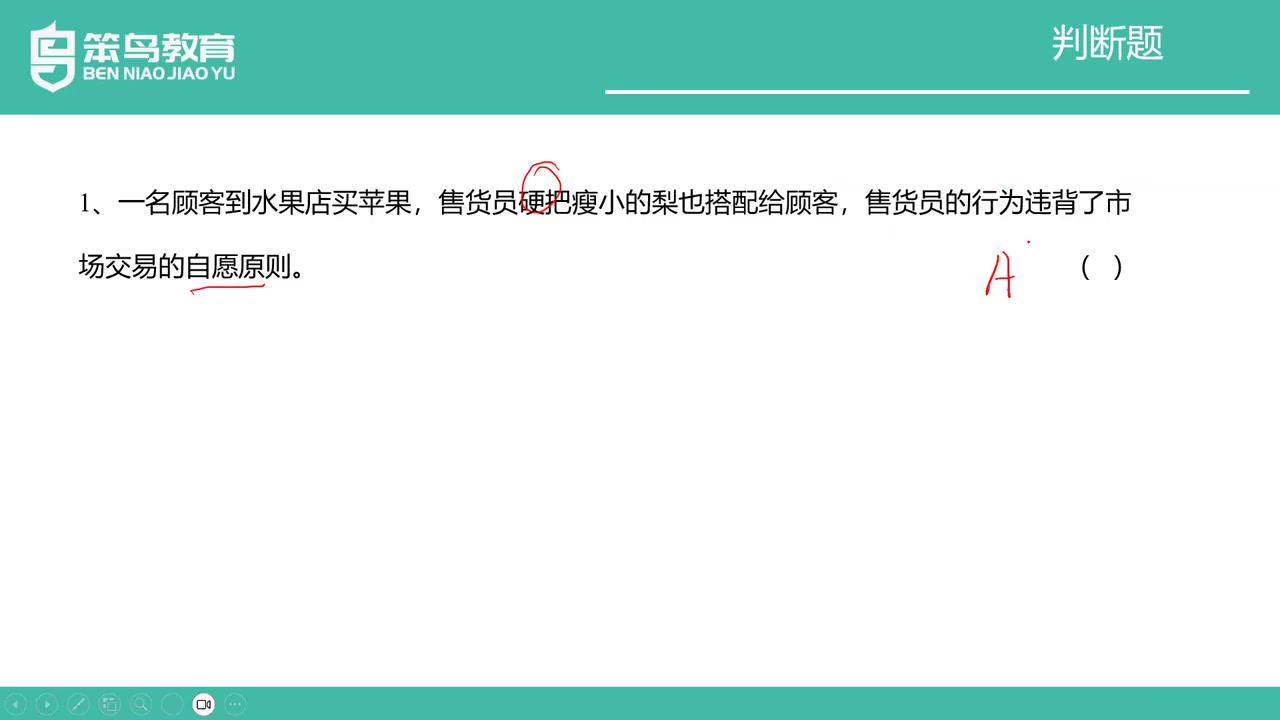 笨鸟教育
BEN NIAO JIAO YU
判断题
1、一名顾客到水果店买苹果，售货员硬把瘦小的梨也搭配给顾客，售货员的行为违背了市
场交易的自愿原则。 A （ ）